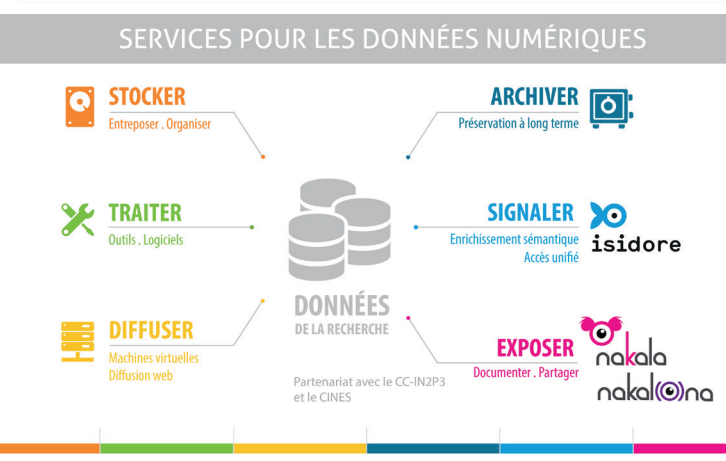 SERVICES POUR LES DONNÉES NUMÉRIQUES
STOCKER
Entreposer . Organiser
TRAITER
Outils . Logiciels
DIFFUSER
Machines virtuelles
Diffusion web
DONNÉES
DE LA RECHERCHE
Partenariat avec le CC-IN2P3
et le CINES
ARCHIVER
Préservation à long terme
SIGNALER
Enrichissement sémantique
Accès unifié
isidore
EXPOSER
Documenter . Partager
nakala
nakal(o)na